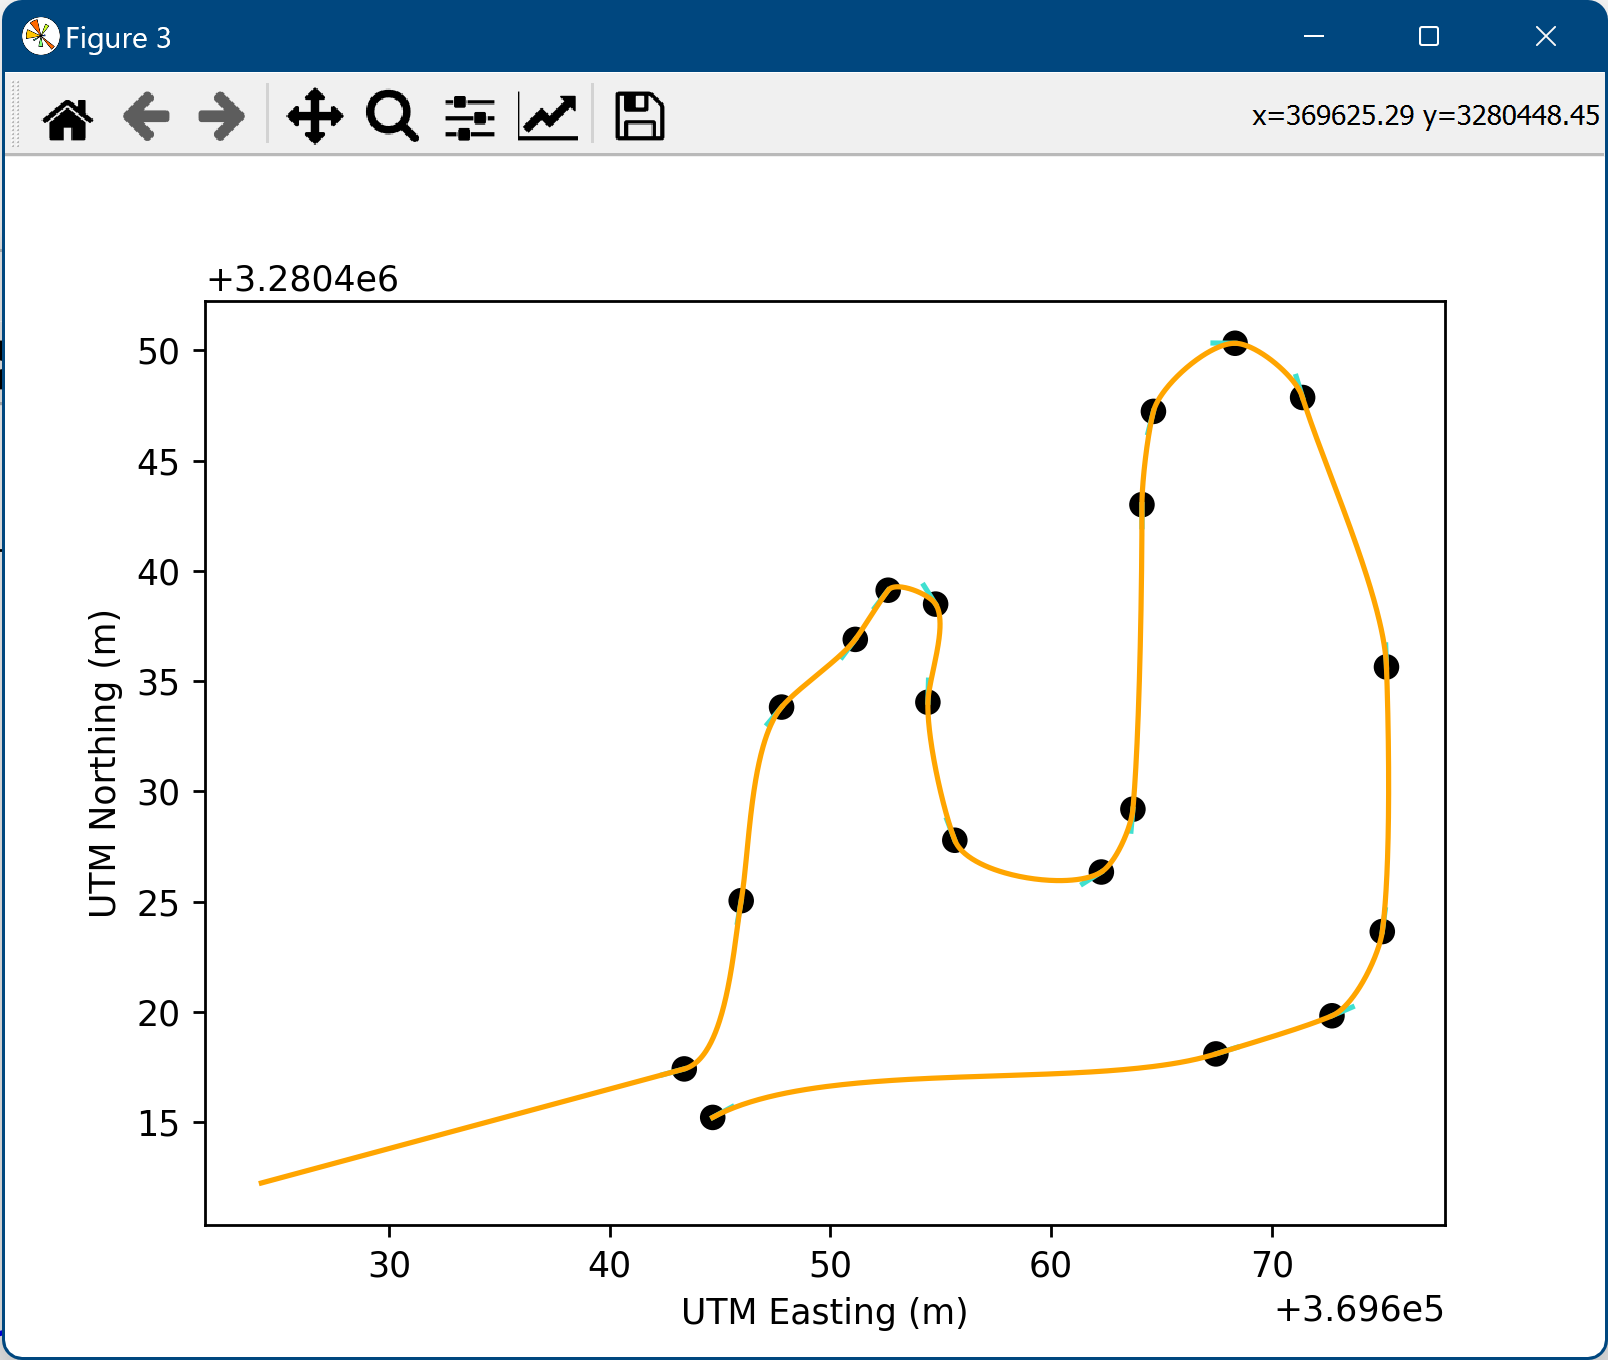 Figure 3
x=369625.29 y=3280448.45
+3.2804e6
50
45
40
35
30
25
20
15
UTM Northing (m)
30 40 50 60 70
UTM Easting (m)
+3.696e5